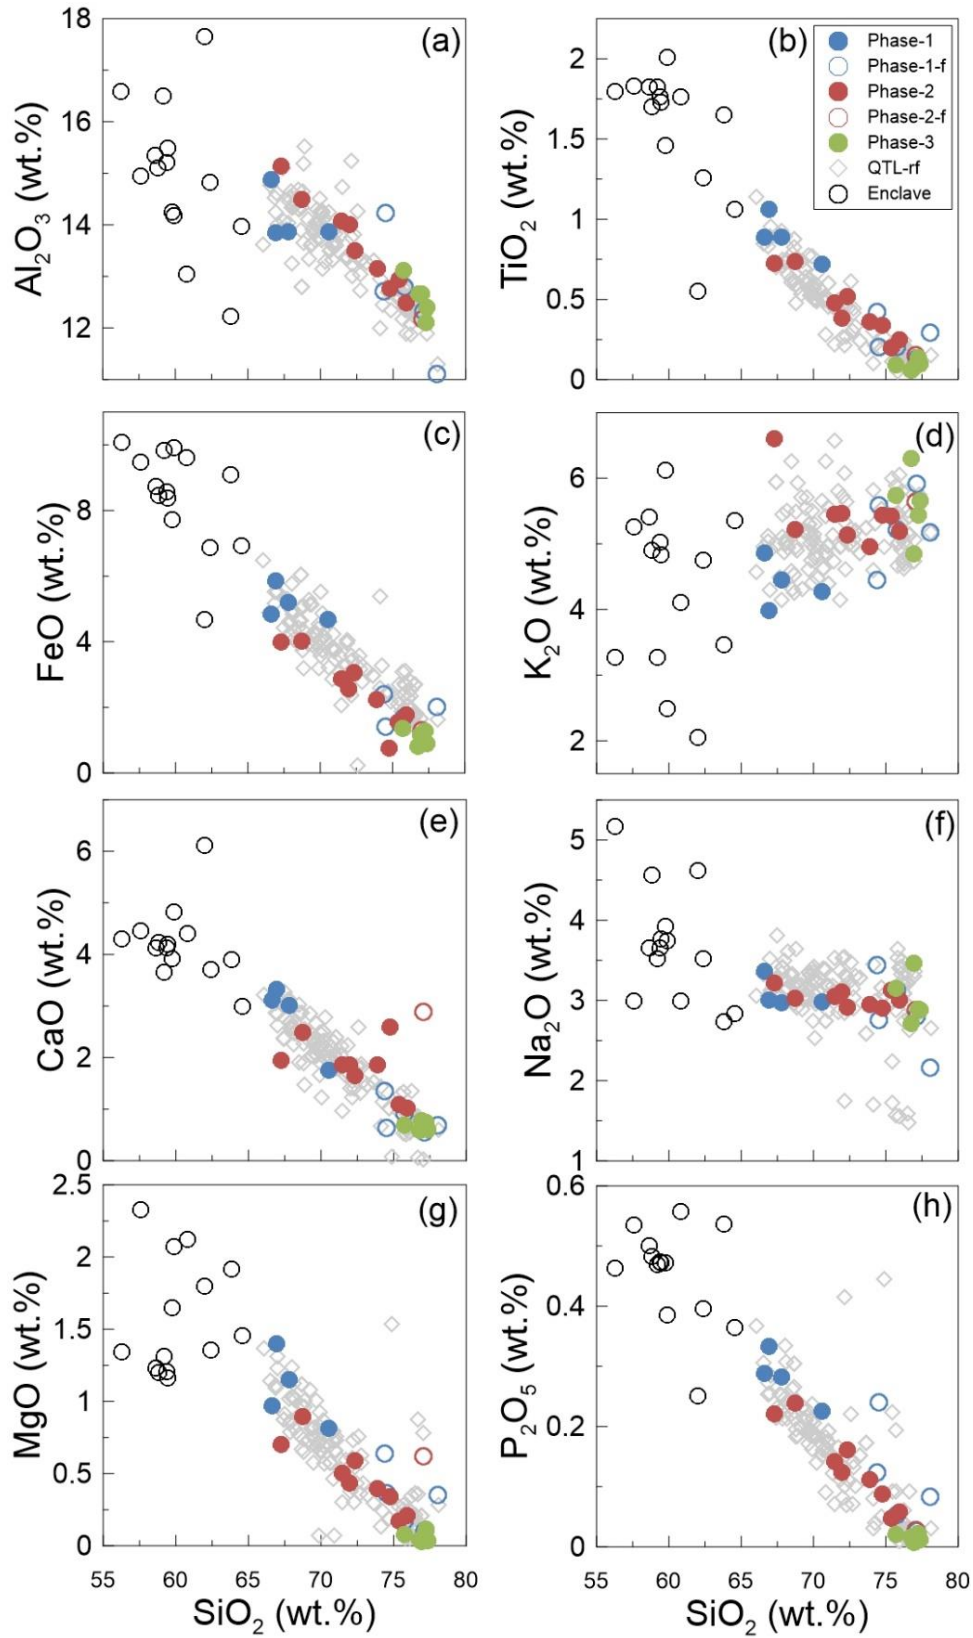 18
16
14
12
Al₂O₃ (wt.%)
(a)
2
1.5
1
0.5
0
TiO₂ (wt.%)
(b)
Phase-1
Phase-1-f
Phase-2
Phase-2-f
Phase-3
QTL-rf
Enclave
8
4
0
FeO (wt.%)
(c)
6
4
2
K₂O (wt.%)
(d)
6
4
2
0
CaO (wt.%)
(e)
5
4
3
2
1
Na₂O (wt.%)
(f)
2.5
2
1.5
1
0.5
0
MgO (wt.%)
(g)
55 60 65 70 75 80
SiO₂ (wt.%)
0.6
0.4
0.2
0
P₂O₅ (wt.%)
(h)
55 60 65 70 75 80
SiO₂ (wt.%)